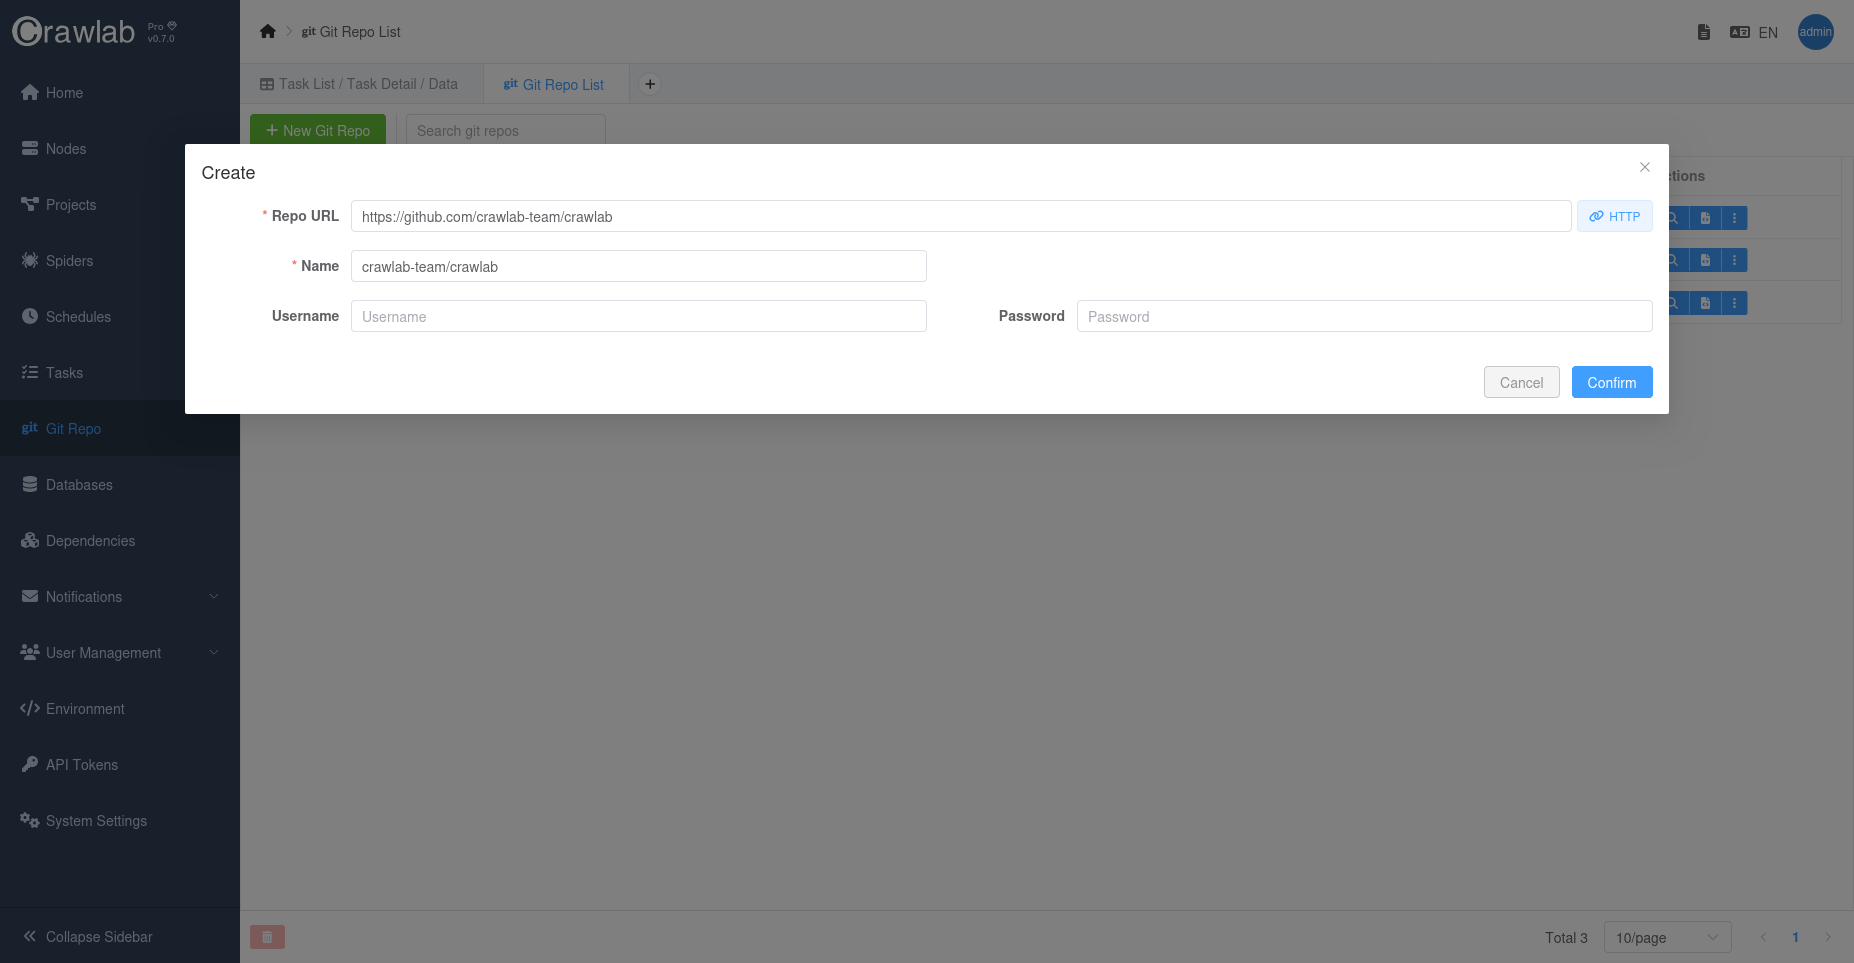 Crawlab Pro v0.7.0
git Git Repo List
EN
admin
Home
Nodes
Projects
Spiders
Schedules
Tasks
git Git Repo
Databases
Dependencies
Notifications
User Management
Environment
API Tokens
System Settings
Collapse Sidebar
Task List / Task Detail / Data
git Git Repo List
+
+ New Git Repo
Search git repos
Create
* Repo URL https://github.com/crawlab-team/crawlab HTTP
* Name crawlab-team/crawlab
Username Username Password Password
Cancel Confirm
Total 3 10/page 1